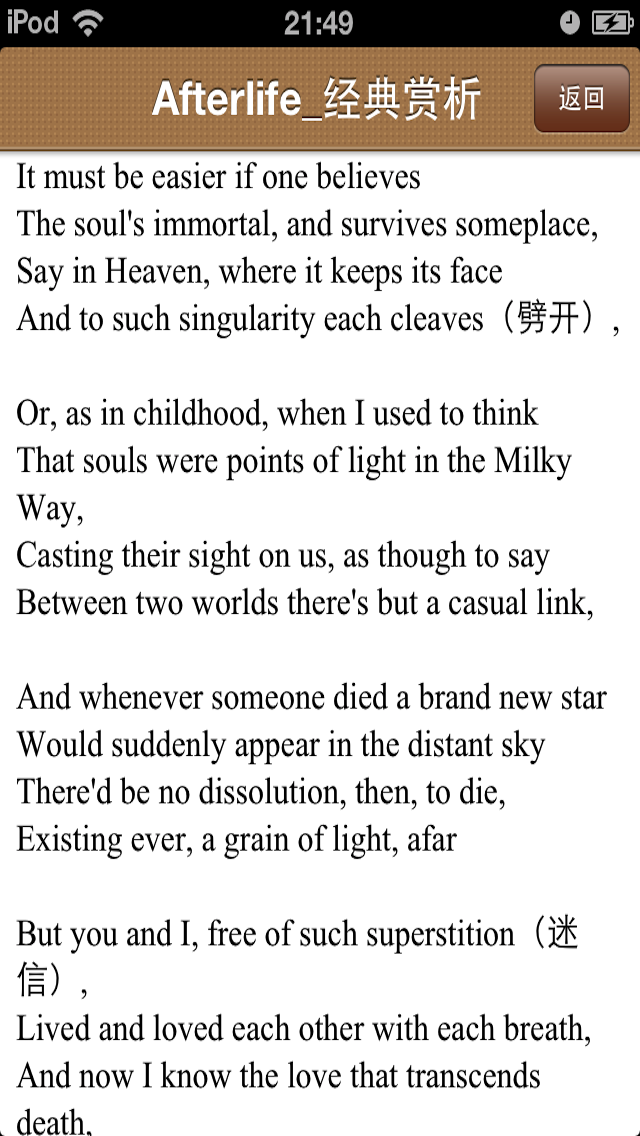 iPod
21:49
Afterlife_经典赏析
返回
It must be easier if one believes
The soul's immortal, and survives someplace,
Say in Heaven, where it keeps its face
And to such singularity each cleaves（劈开）,
Or, as in childhood, when I used to think
That souls were points of light in the Milky
Way,
Casting their sight on us, as though to say
Between two worlds there's but a casual link,
And whenever someone died a brand new star
Would suddenly appear in the distant sky
There'd be no dissolution, then, to die,
Existing ever, a grain of light, afar
But you and I, free of such superstition（迷
信）,
Lived and loved each other with each breath,
And now I know the love that transcends
death,